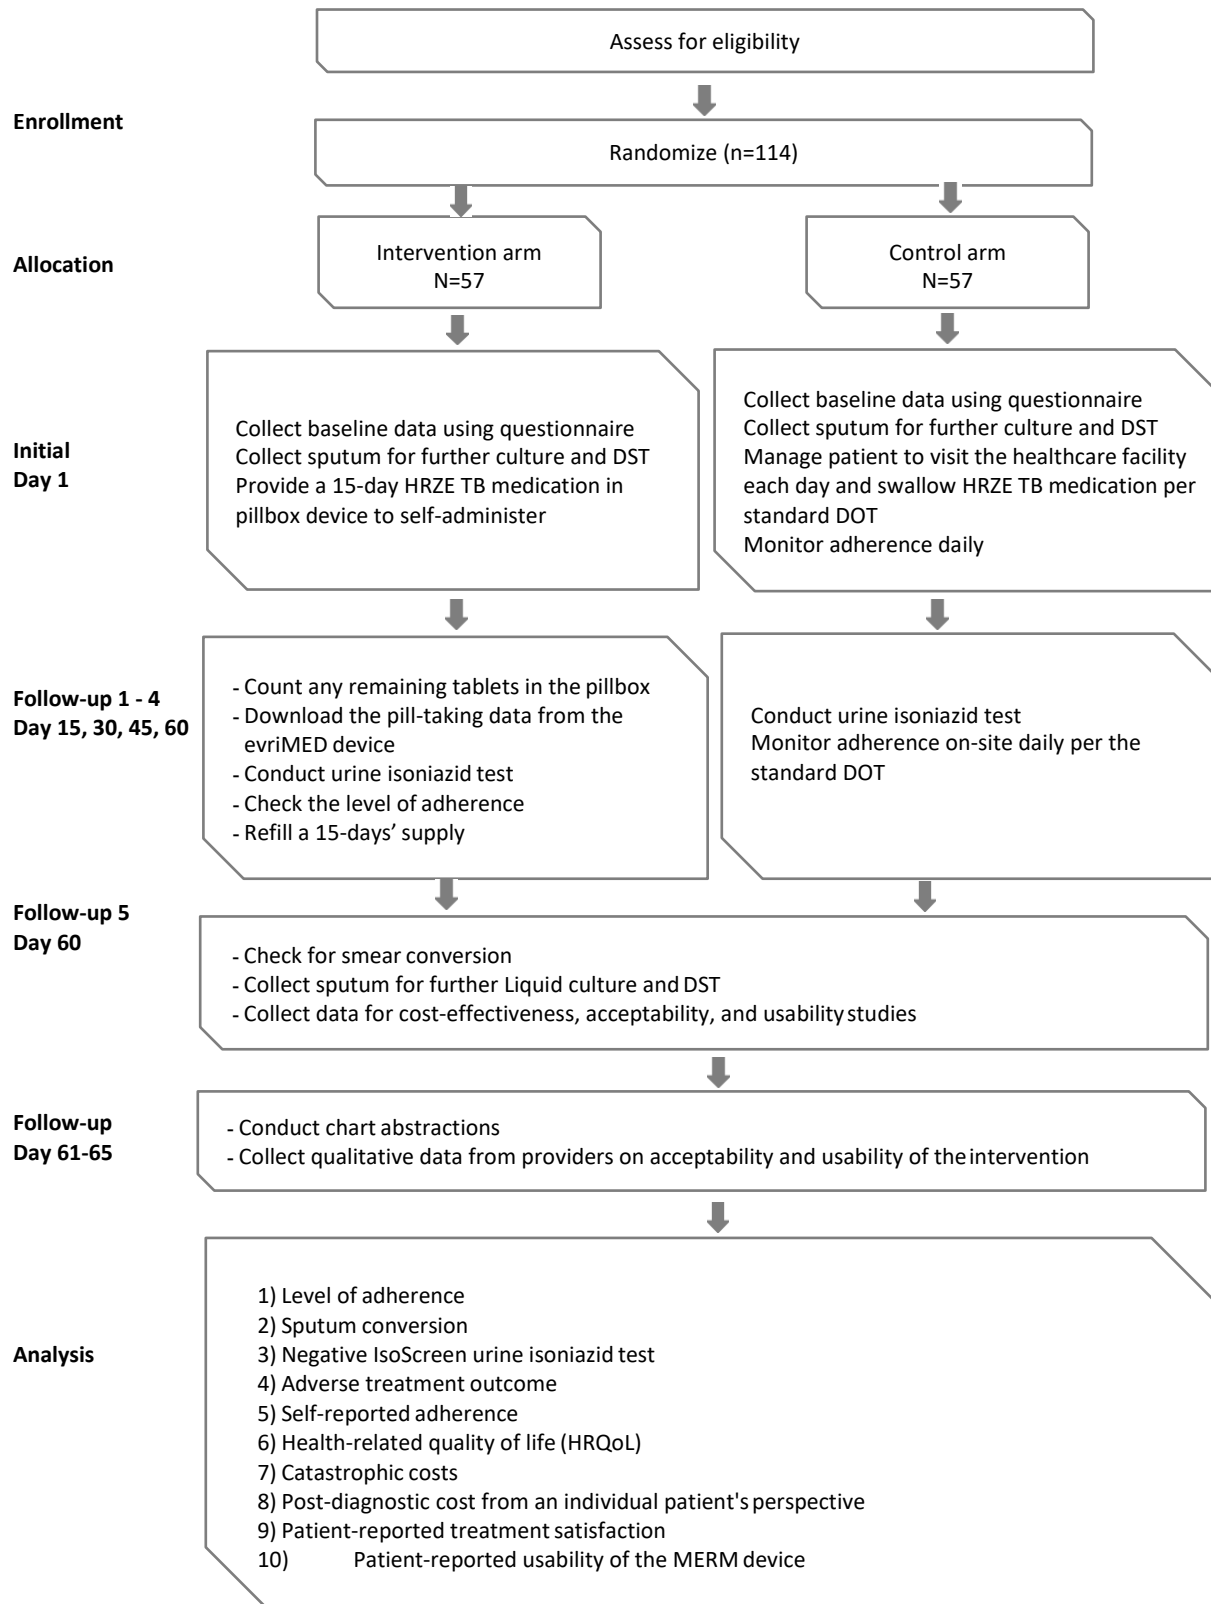 Assess for eligibility
Enrollment
Randomize (n=114)
Allocation
Intervention arm
N=57
Control arm
N=57
Initial
Day 1
Collect baseline data using questionnaire
Collect sputum for further culture and DST
Provide a 15-day HRZE TB medication in
pillbox device to self-administer
Collect baseline data using questionnaire
Collect sputum for further culture and DST
Manage patient to visit the healthcare facility
each day and swallow HRZE TB medication per
standard DOT
Monitor adherence daily
Follow-up 1 - 4
Day 15, 30, 45, 60
- Count any remaining tablets in the pillbox
- Download the pill-taking data from the
evriMED device
- Conduct urine isoniazid test
- Check the level of adherence
- Refill a 15-days’ supply
Conduct urine isoniazid test
Monitor adherence on-site daily per the
standard DOT
Follow-up 5
Day 60
- Check for smear conversion
- Collect sputum for further Liquid culture and DST
- Collect data for cost-effectiveness, acceptability, and usability studies
Follow-up
Day 61-65
- Conduct chart abstractions
- Collect qualitative data from providers on acceptability and usability of the intervention
Analysis
1) Level of adherence
2) Sputum conversion
3) Negative IsoScreen urine isoniazid test
4) Adverse treatment outcome
5) Self-reported adherence
6) Health-related quality of life (HRQoL)
7) Catastrophic costs
8) Post-diagnostic cost from an individual patient's perspective
9) Patient-reported treatment satisfaction
10) Patient-reported usability of the MERM device